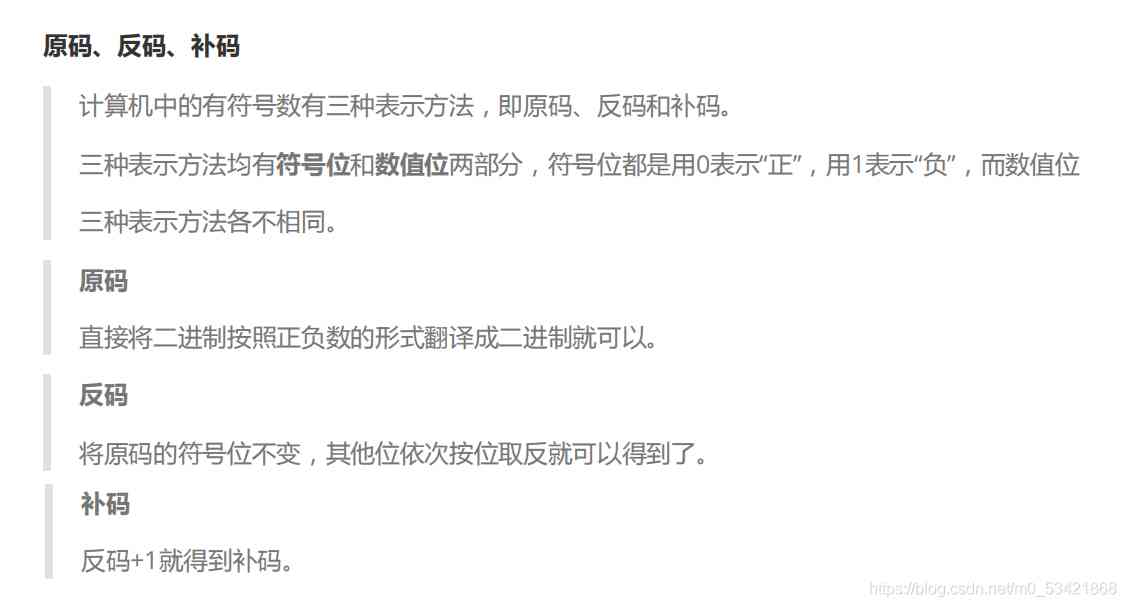 原码、反码、补码
计算机中的有符号数有三种表示方法，即原码、反码和补码。
三种表示方法均有符号位和数值位两部分，符号位都是用0表示“正”，用1表示“负”，而数值位
三种表示方法各不相同。
原码
直接将二进制按照正负数的形式翻译成二进制就可以。
反码
将原码的符号位不变，其他位依次按位取反就可以得到了。
补码
反码+1就得到补码。
https://blog.csdn.net/m0_53421868